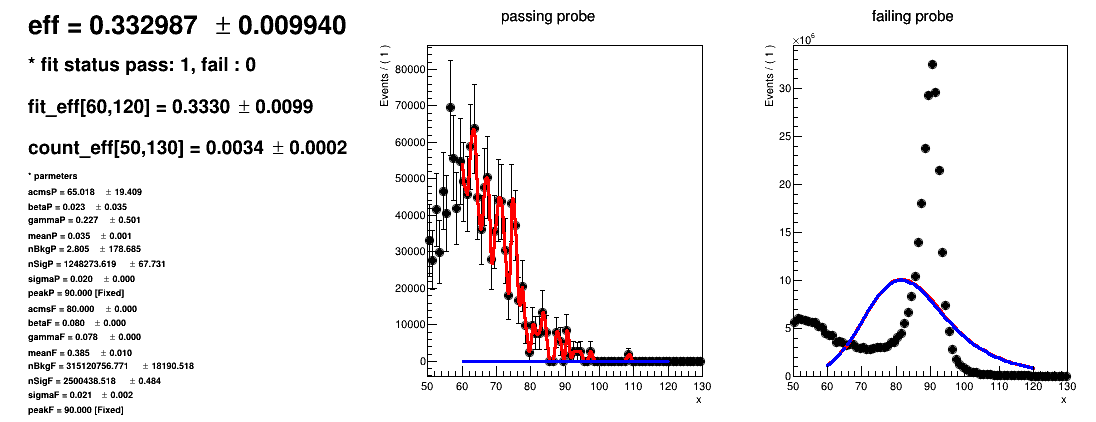 eff = 0.332987 ± 0.009940
* fit status pass: 1, fail : 0
fit_eff[60,120] = 0.3330 ± 0.0099
count_eff[50,130] = 0.0034 ± 0.0002
* parmeters
acmsP = 65.018 ± 19.409
betaP = 0.023 ± 0.035
gammaP = 0.227 ± 0.501
meanP = 0.035 ± 0.001
nBkgP = 2.805 ± 178.685
nSigP = 1248273.619 ± 67.731
sigmaP = 0.020 ± 0.000
peakP = 90.000 [Fixed]
acmsF = 80.000 ± 0.000
betaF = 0.080 ± 0.000
gammaF = 0.078 ± 0.000
meanF = 0.385 ± 0.010
nBkgF = 315120756.771 ± 18190.518
nSigF = 2500438.518 ± 0.484
sigmaF = 0.021 ± 0.002
peakF = 90.000 [Fixed]
passing probe
Events / ( 1 )
80000
70000
60000
50000
40000
30000
20000
10000
0
50 60 70 80 90 100 110 120 130
x
failing probe
×10⁶
Events / ( 1 )
30
25
20
15
10
5
0
50 60 70 80 90 100 110 120 130
x